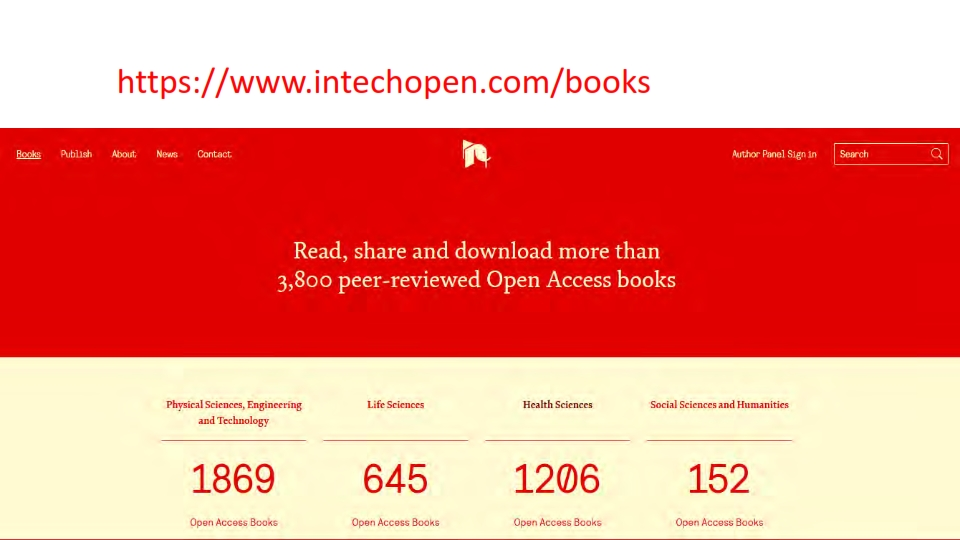 https://www.intechopen.com/books
Books Publish About News Contact
Author Panel Sign in Search
Read, share and download more than
3,800 peer-reviewed Open Access books
Physical Sciences, Engineering
and Technology
Life Sciences
Health Sciences
Social Sciences and Humanities
1869 645 1206 152
Open Access Books Open Access Books Open Access Books Open Access Books